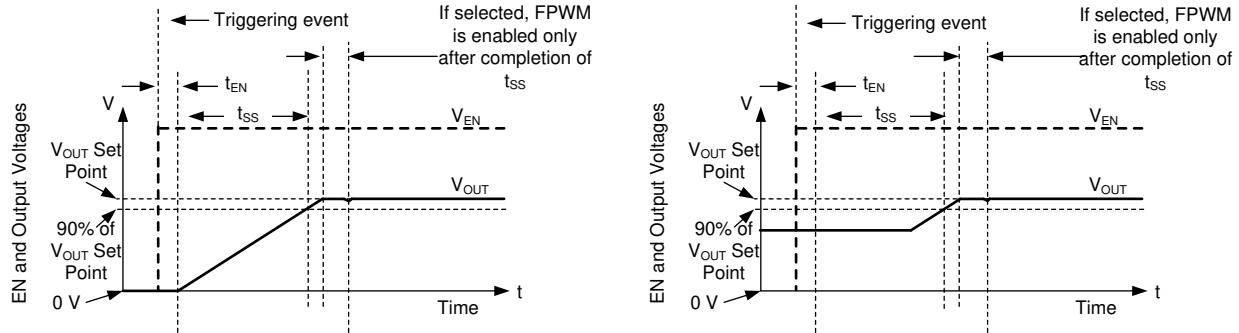 Triggering event
If selected, FPWM
is enabled only
after completion of
tSS
tEN
tSS
V
VEN
VOUT Set
Point
VOUT
90% of
VOUT Set
Point
0 V
Time
t
EN and Output Voltages
Triggering event
If selected, FPWM
is enabled only
after completion of
tSS
tEN
tSS
V
VEN
VOUT Set
Point
VOUT
90% of
VOUT Set
Point
0 V
Time
t
EN and Output Voltages